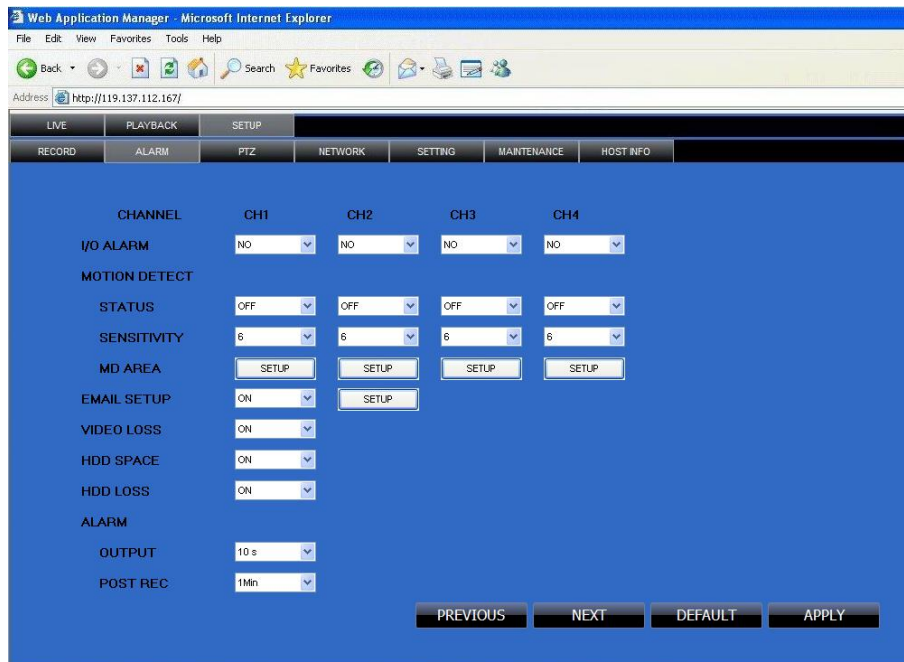 Web Application Manager - Microsoft Internet Explorer
File Edit View Favorites Tools Help
Back Search Favorites
Address http://119.137.112.167/
LIVE PLAYBACK SETUP
RECORD ALARM PTZ NETWORK SETTING MAINTENANCE HOST INFO
CHANNEL CH1 CH2 CH3 CH4
I/O ALARM NO NO NO NO
MOTION DETECT
STATUS OFF OFF OFF OFF
SENSITIVITY 6 6 6 6
MD AREA SETUP SETUP SETUP SETUP
EMAIL SETUP ON SETUP
VIDEO LOSS ON
HDD SPACE ON
HDD LOSS ON
ALARM
OUTPUT 10 s
POST REC 1Min
PREVIOUS NEXT DEFAULT APPLY